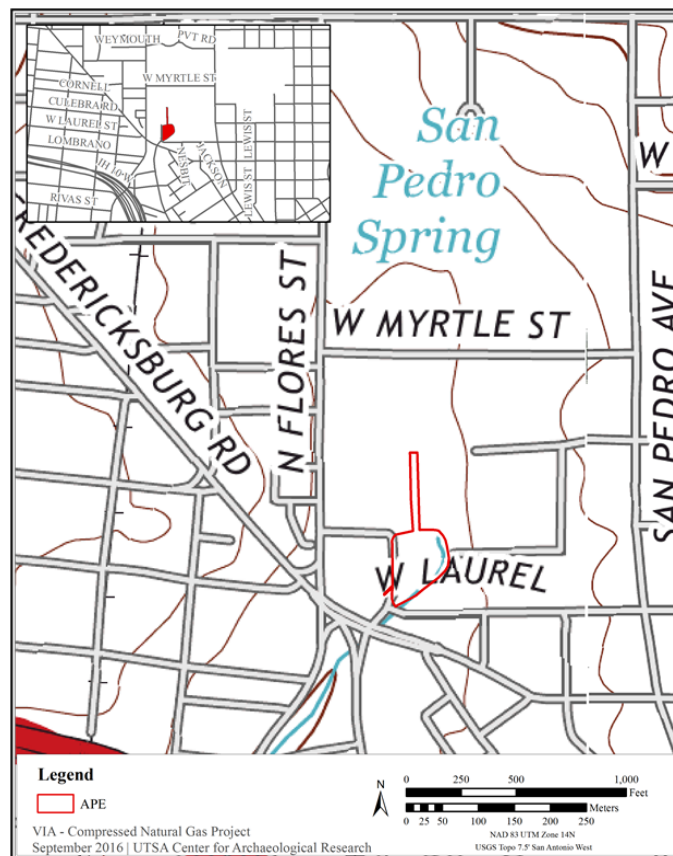 WEYMOUTH
PVT RD
W MYRTLE ST
CORNELL
CULEBRA RD
W LAUREL ST
LOMBRANO
IH 10 W
RIVAS ST
NESBIT
JACKSON
LEWIS ST
LEWIS ST
San
Pedro
Spring
W
FREDERICKSBURG RD
N FLORES ST
W MYRTLE ST
SAN PEDRO AVE
W LAUREL
Legend
APE
VIA - Compressed Natural Gas Project
September 2016 | UTSA Center for Archaeological Research
N
0 250 500 1,000
Feet
Meters
0 25 50 100 150 200 250
NAD 83 UTM Zone 14N
USGS Topo 7.5' San Antonio West